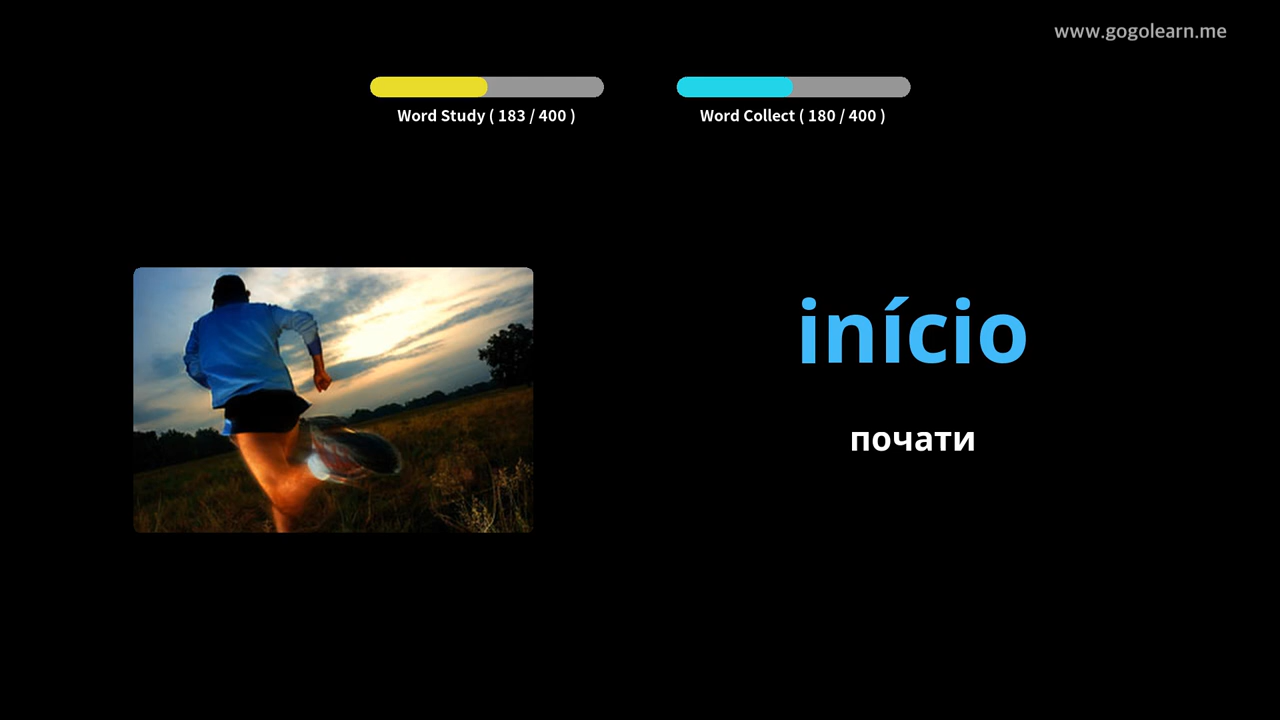 www.gogolearn.me
Word Study ( 183 / 400 )
Word Collect ( 180 / 400 )
início
почати